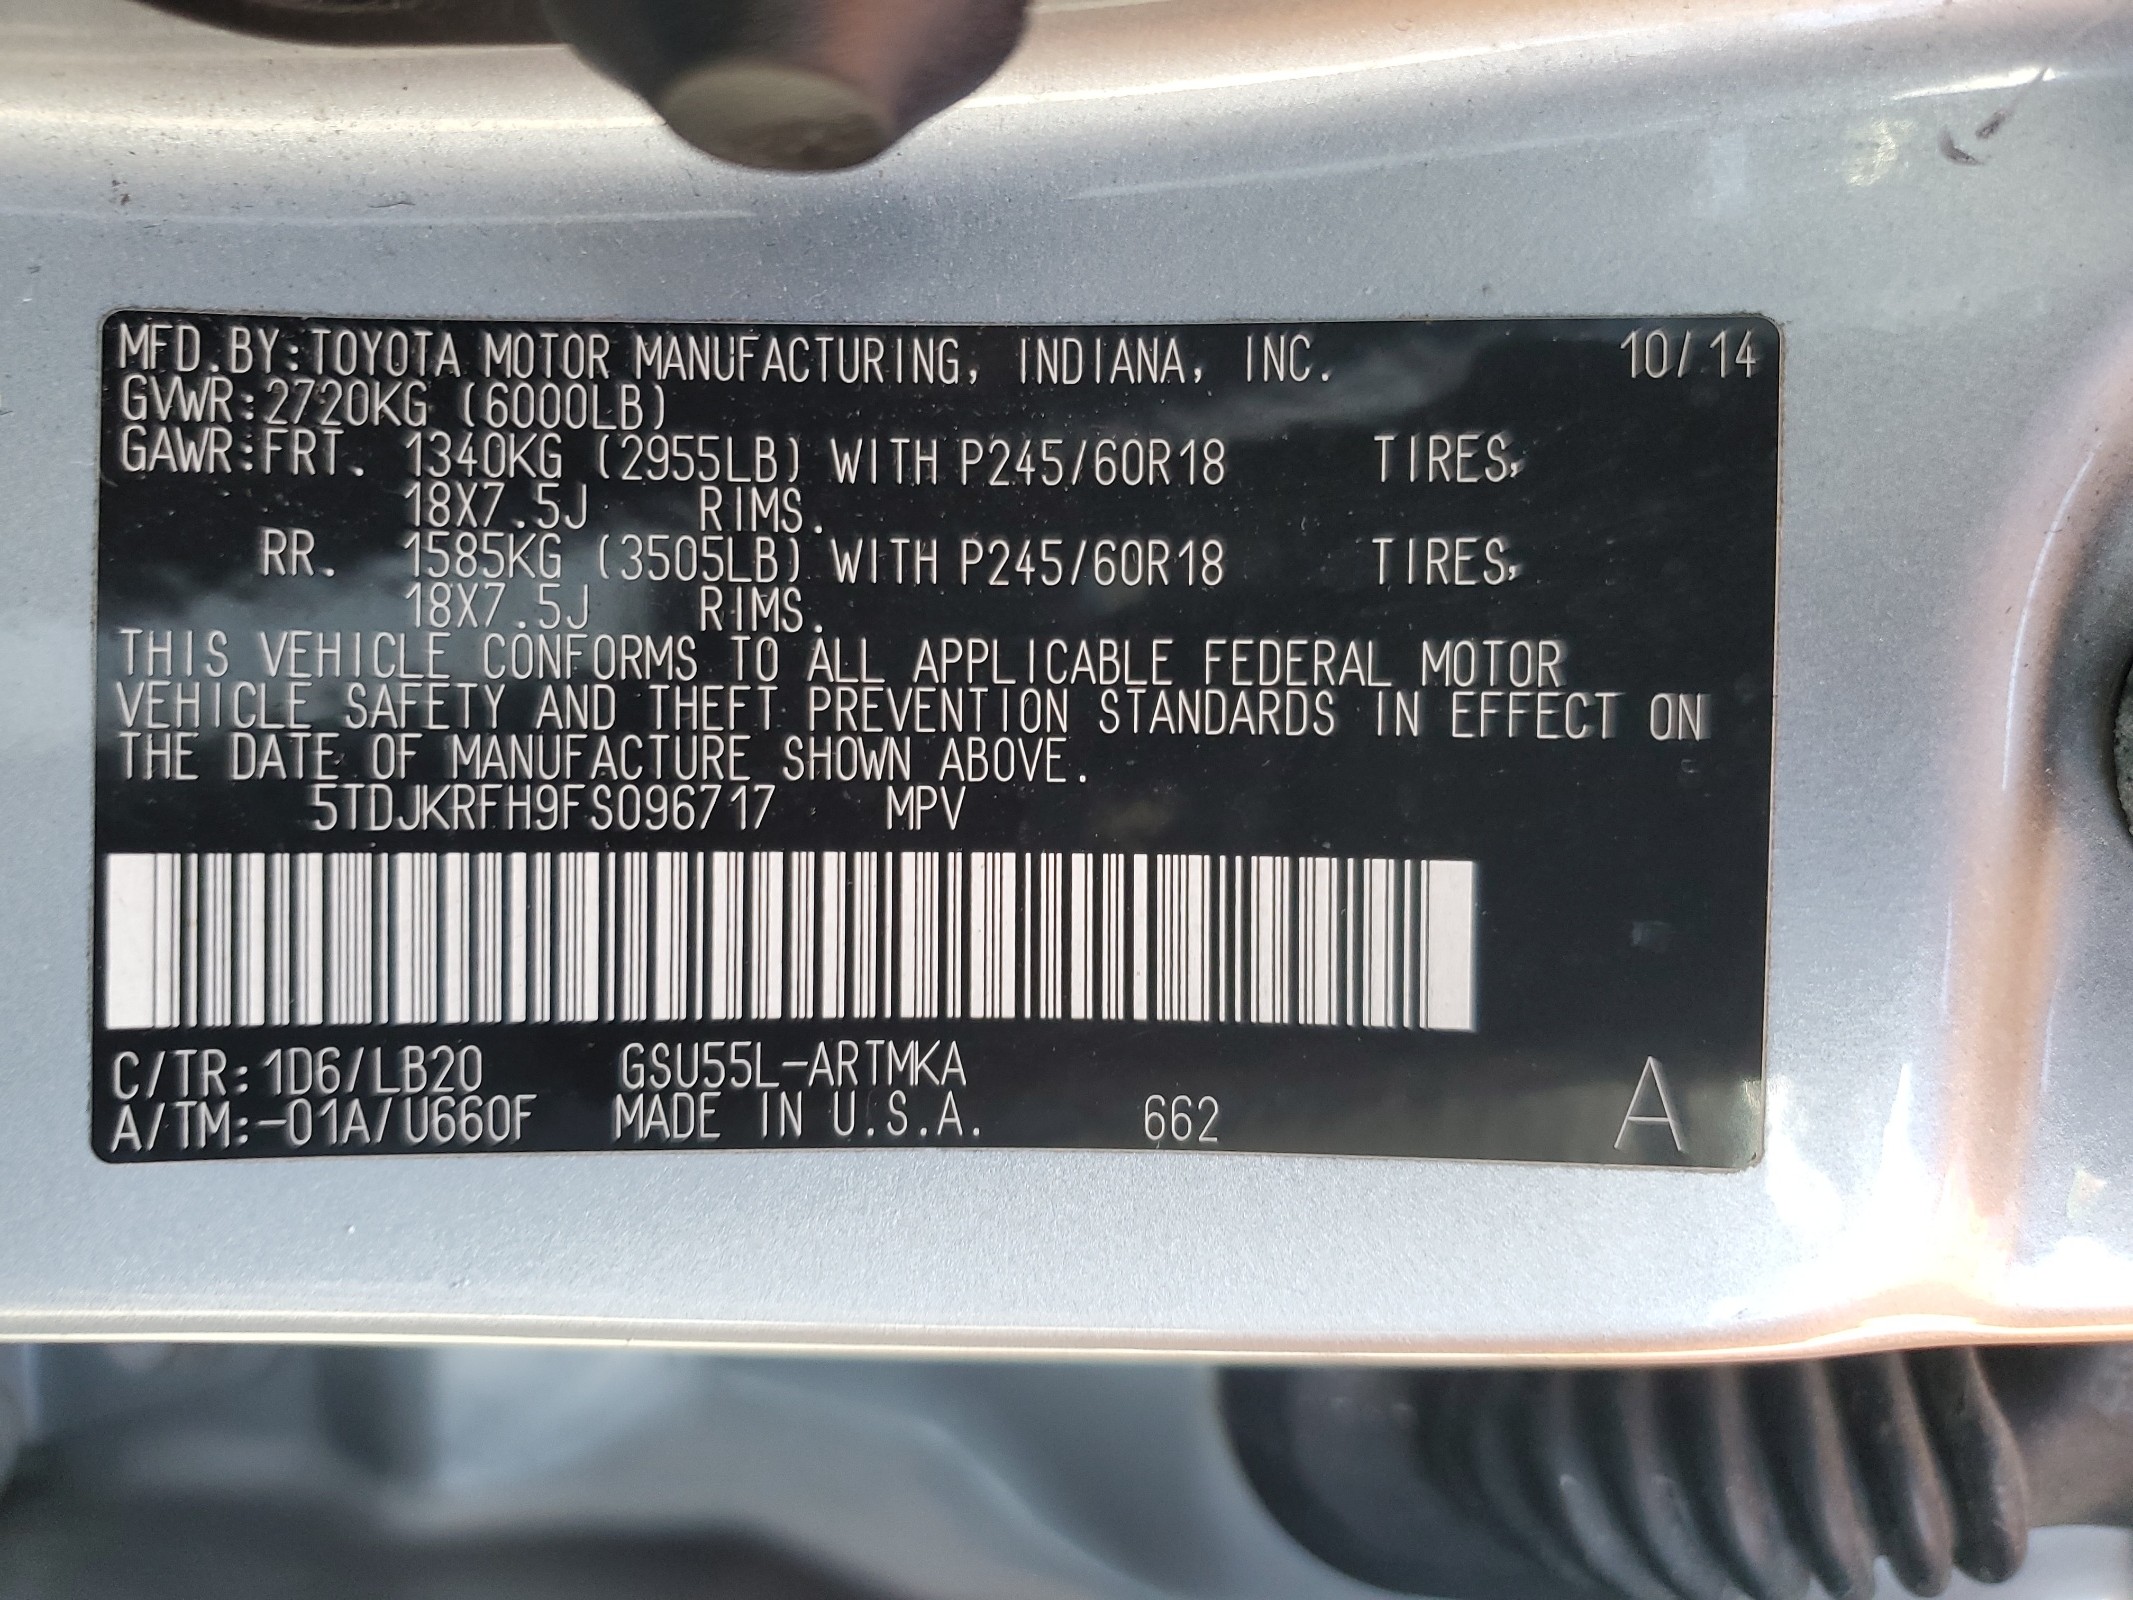 MFD.BY:TOYOTA MOTOR MANUFACTURING, INDIANA, INC. 10/14
GVWR:2720KG (6000LB)
GAWR:FRT. 1340KG (2955LB) WITH P245/60R18 TIRES,
18X7.5J RIMS.
RR. 1585KG (3505LB) WITH P245/60R18 TIRES,
18X7.5J RIMS.
THIS VEHICLE CONFORMS TO ALL APPLICABLE FEDERAL MOTOR
VEHICLE SAFETY AND THEFT PREVENTION STANDARDS IN EFFECT ON
THE DATE OF MANUFACTURE SHOWN ABOVE.
5TDJKRFH9FS096717 MPV
C/TR:1D6/LB20 GSU55L-ARTMKA
A/TM:-01A/U660F MADE IN U.S.A. 662 A